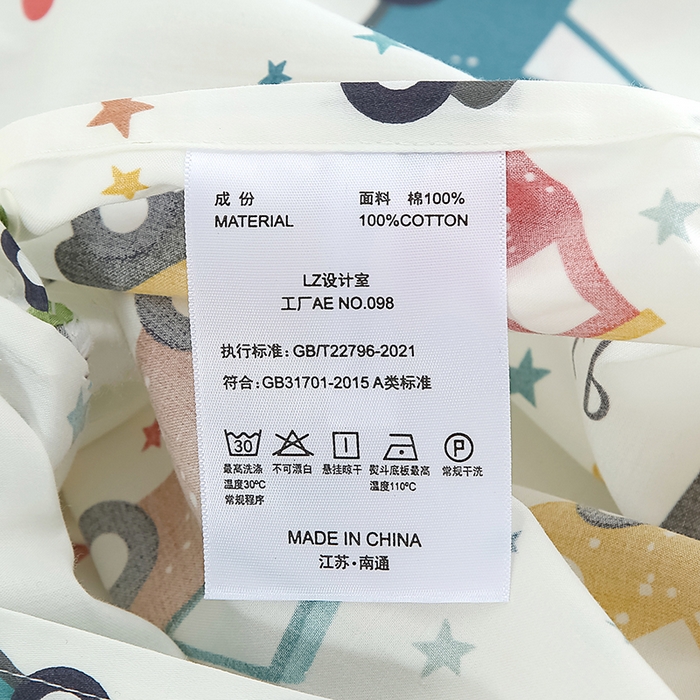 成 份 面料 棉100%
MATERIAL 100%COTTON
LZ设计室
工厂AE NO.098
执行标准：GB/T22796-2021
符合：GB31701-2015 A类标准
30 P
最高洗涤 不可漂白 悬挂晾干 熨斗底板最高 常规干洗
温度30℃ 温度110℃
常规程序
MADE IN CHINA
江苏·南通